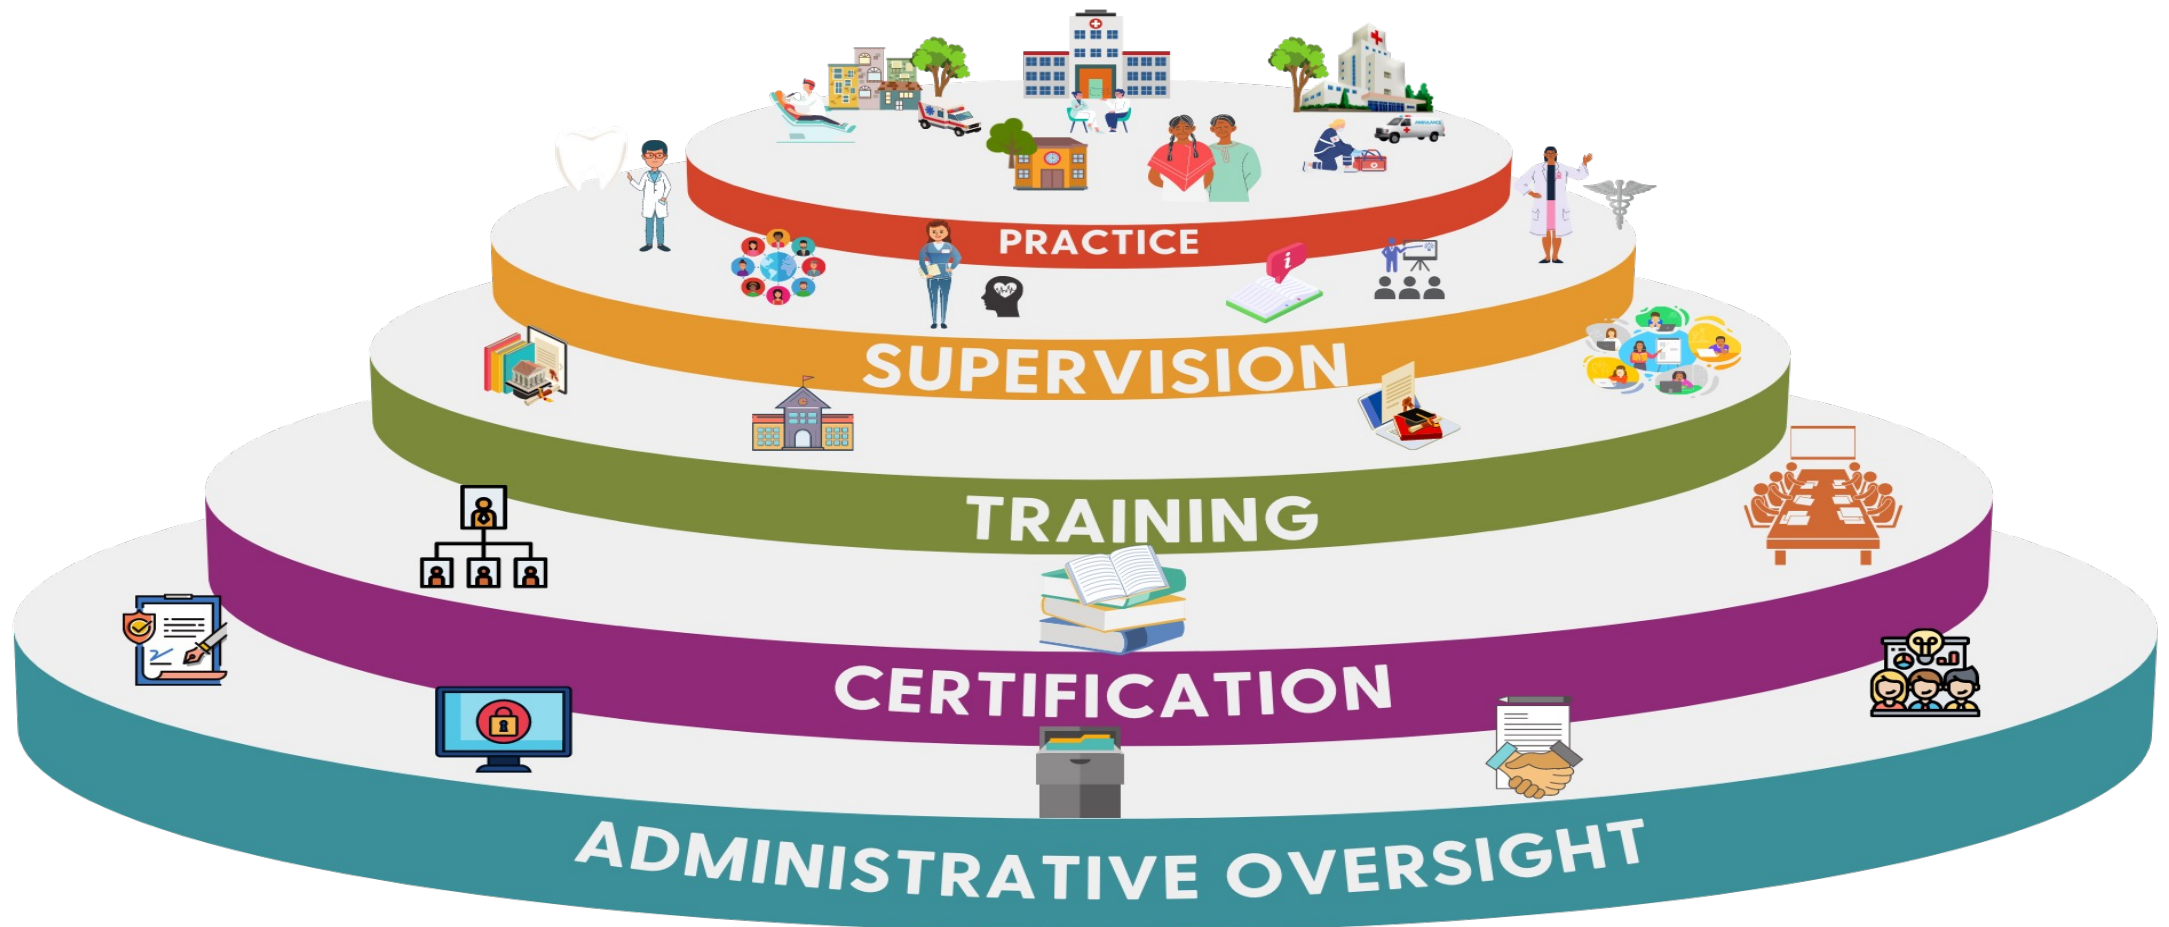 PRACTICE
SUPERVISION
TRAINING
CERTIFICATION
ADMINISTRATIVE OVERSIGHT